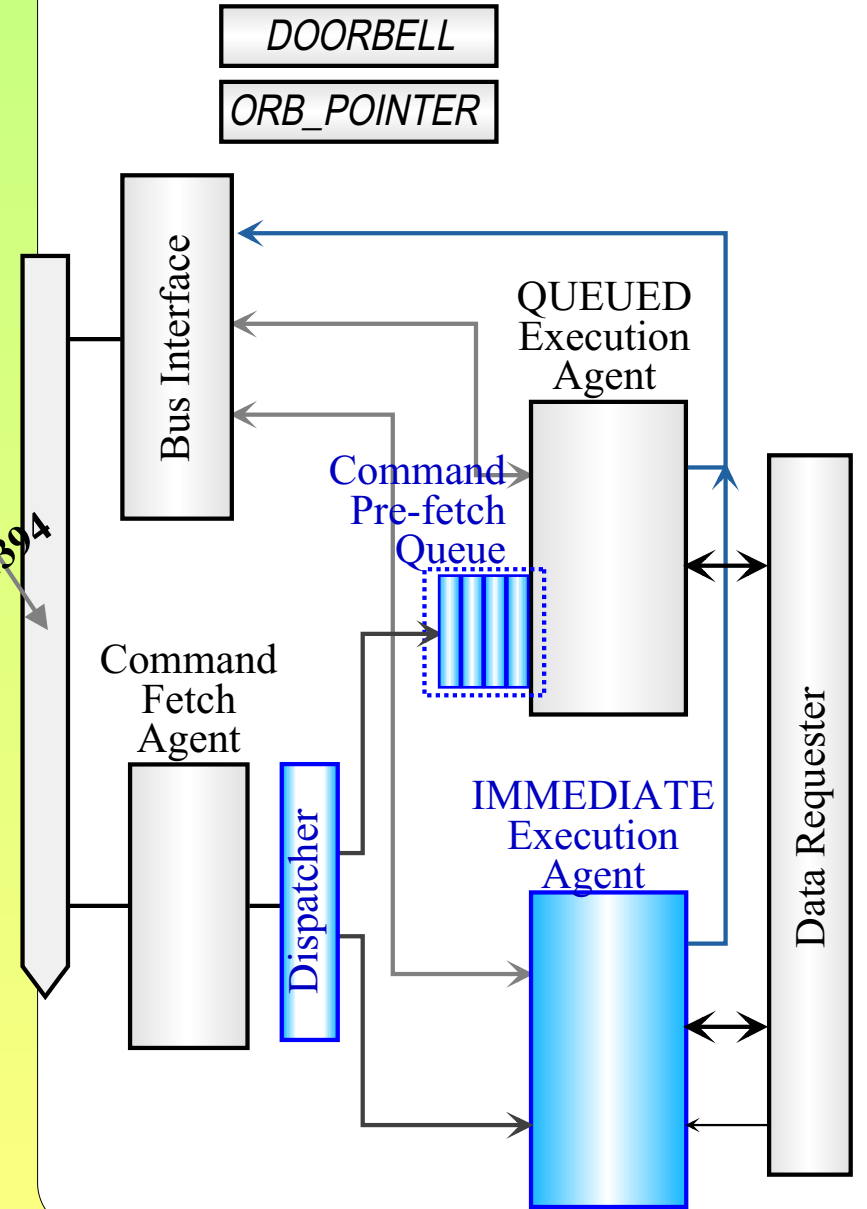 DOORBELL
ORB_POINTER
Bus Interface
QUEUED
Execution
Agent
Command
Pre-fetch
Queue
Command
Fetch
Agent
Dispatcher
IMMEDIATE
Execution
Agent
Data Requester